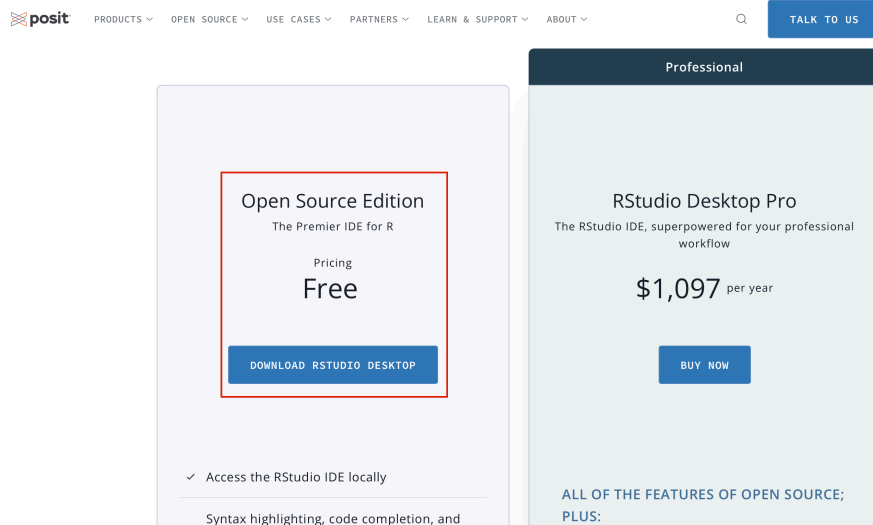 posit
PRODUCTS OPEN SOURCE USE CASES PARTNERS LEARN & SUPPORT ABOUT TALK TO US
Open Source Edition
The Premier IDE for R
Pricing
Free
DOWNLOAD RSTUDIO DESKTOP
Access the RStudio IDE locally
Syntax highlighting, code completion, and
Professional
RStudio Desktop Pro
The RStudio IDE, superpowered for your professional
workflow
$1,097 per year
BUY NOW
ALL OF THE FEATURES OF OPEN SOURCE;
PLUS: